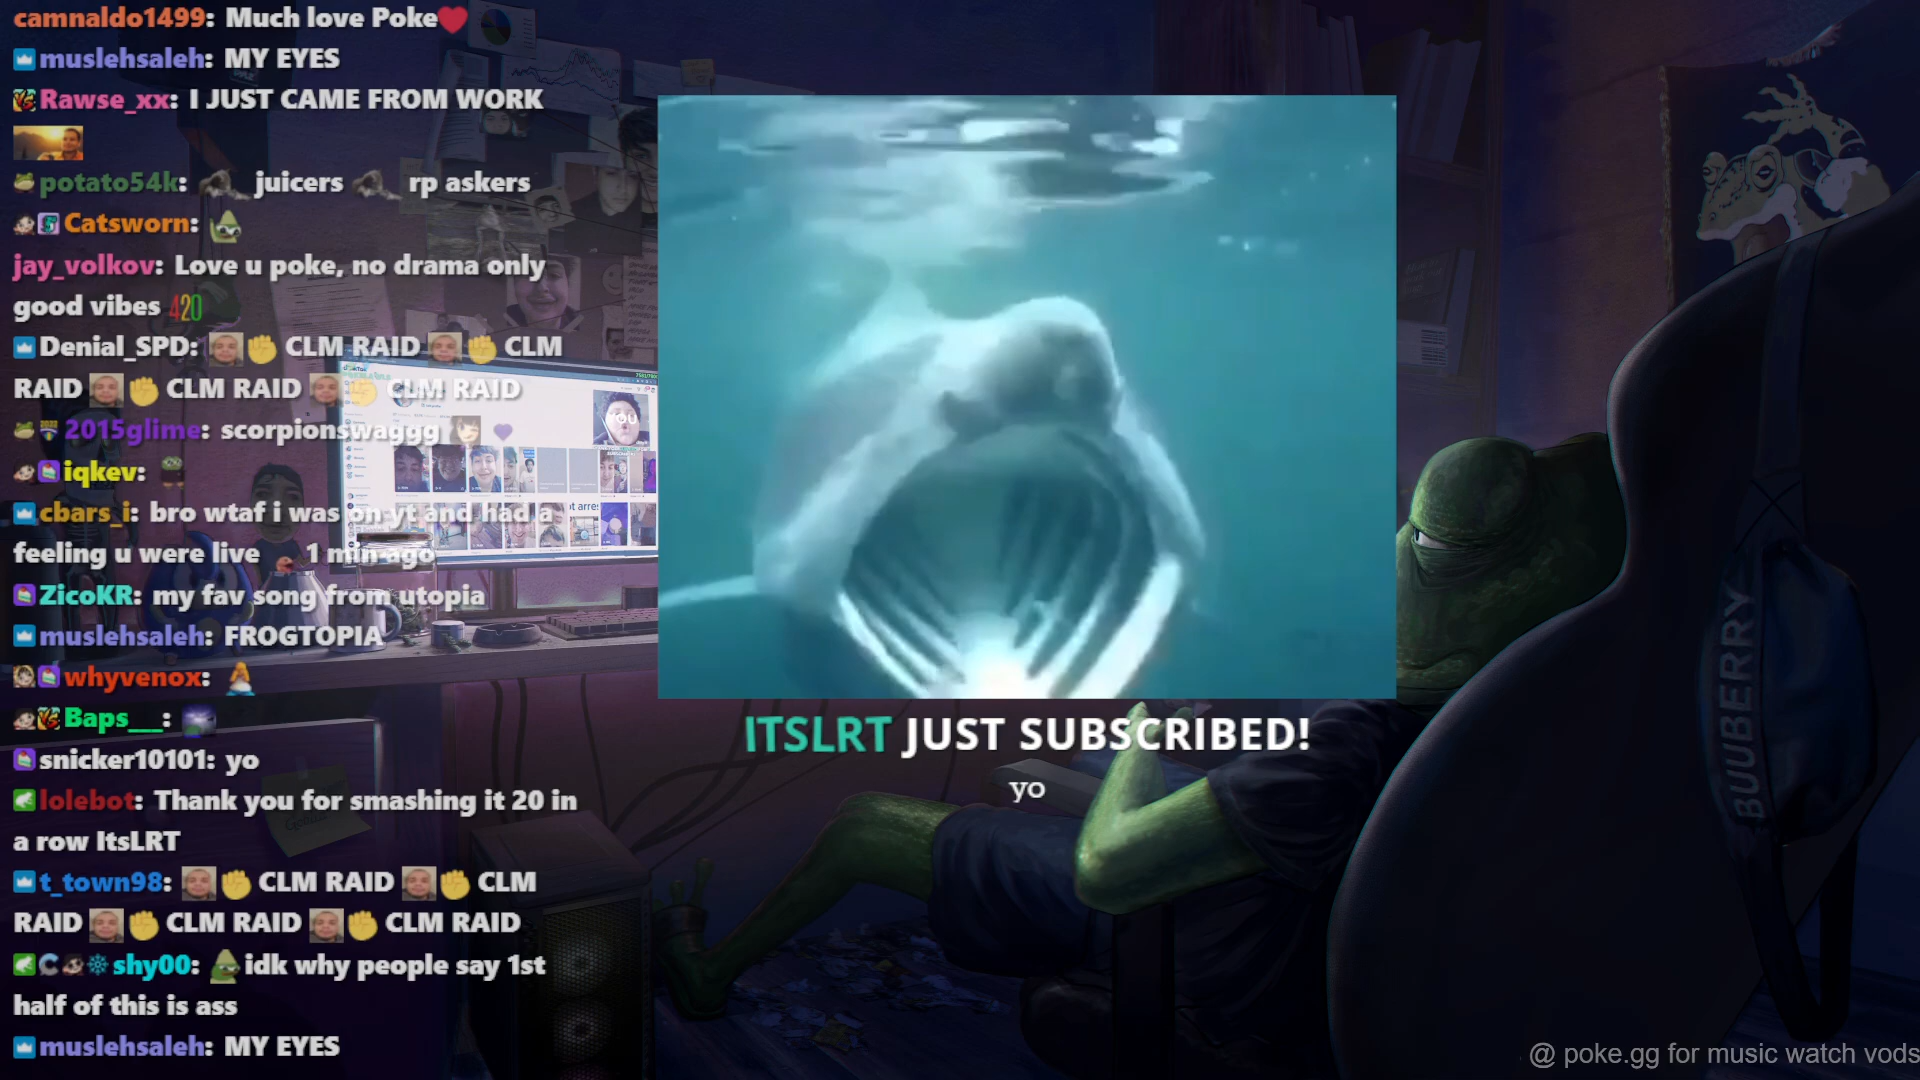 camnaldo1499: Much love Poke
muslehsaleh: MY EYES
Rawse_xx: I JUST CAME FROM WORK
potato54k: juicers rp askers
Catsworn:
jay_volkov: Love u poke, no drama only
good vibes 420
Denial_SPD: CLM RAID CLM
RAID CLM RAID CLM RAID
2015glime: scorpionswaggg
iqkev:
cbars_i: bro wtaf i was on yt and had a
feeling u were live 1 min ago
ZicoKR: my fav song from utopia
muslehsaleh: FROGTOPIA
whyvenox:
Baps___:
snicker10101: yo
lolebot: Thank you for smashing it 20 in
a row ItsLRT
t_town98: CLM RAID CLM
RAID CLM RAID CLM RAID
shy00: idk why people say 1st
half of this is ass
muslehsaleh: MY EYES
YOU
ITSLRT JUST SUBSCRIBED!
yo
BUUBERRY
@ poke.gg for music watch vods